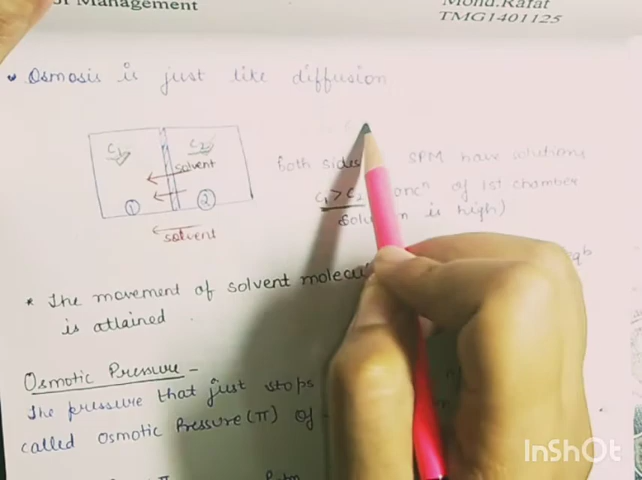 Management
Mohd.Rafat
TMG1401125
Osmosis is just like diffusion
C1
C2
solvent
1
2
solvent
Both sides SPM have solutions
C1 > C2 concn of 1st chamber
is high)
* The movement of solvent
is attained
Osmotic Pressure -
The pressure that just stops
called Osmotic Pressure (π) of
InShOt